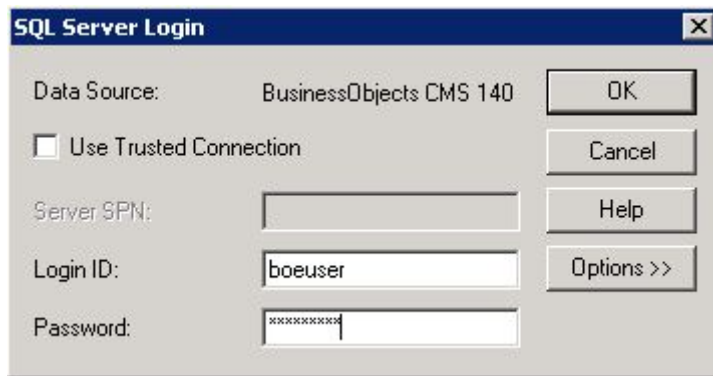 SQL Server Login
Data Source: BusinessObjects CMS 140 OK
Use Trusted Connection Cancel
Server SPN: Help
Login ID: boeuser Options >>
Password: *********